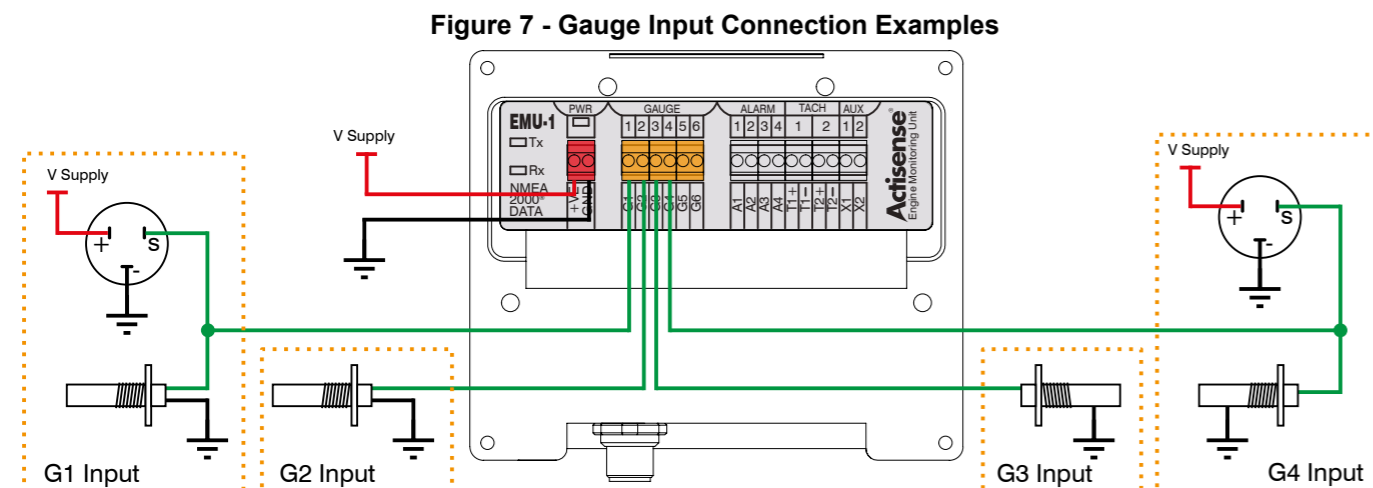 Figure 7 - Gauge Input Connection Examples
PWR GAUGE ALARM TACH AUX
EMU-1 1 2 3 4 5 6 1 2 3 4 1 2 1 2
Tx
Rx
NMEA
2000®
DATA
+VE GND G1 G2 G3 G4 G5 G6 A1 A2 A3 A4 T1+ T1- T2+ T2- X1 X2
Actisense®
Engine Monitoring Unit
V Supply
V Supply
+ S
-
V Supply
+ S
-
G1 Input
G2 Input
G3 Input
G4 Input